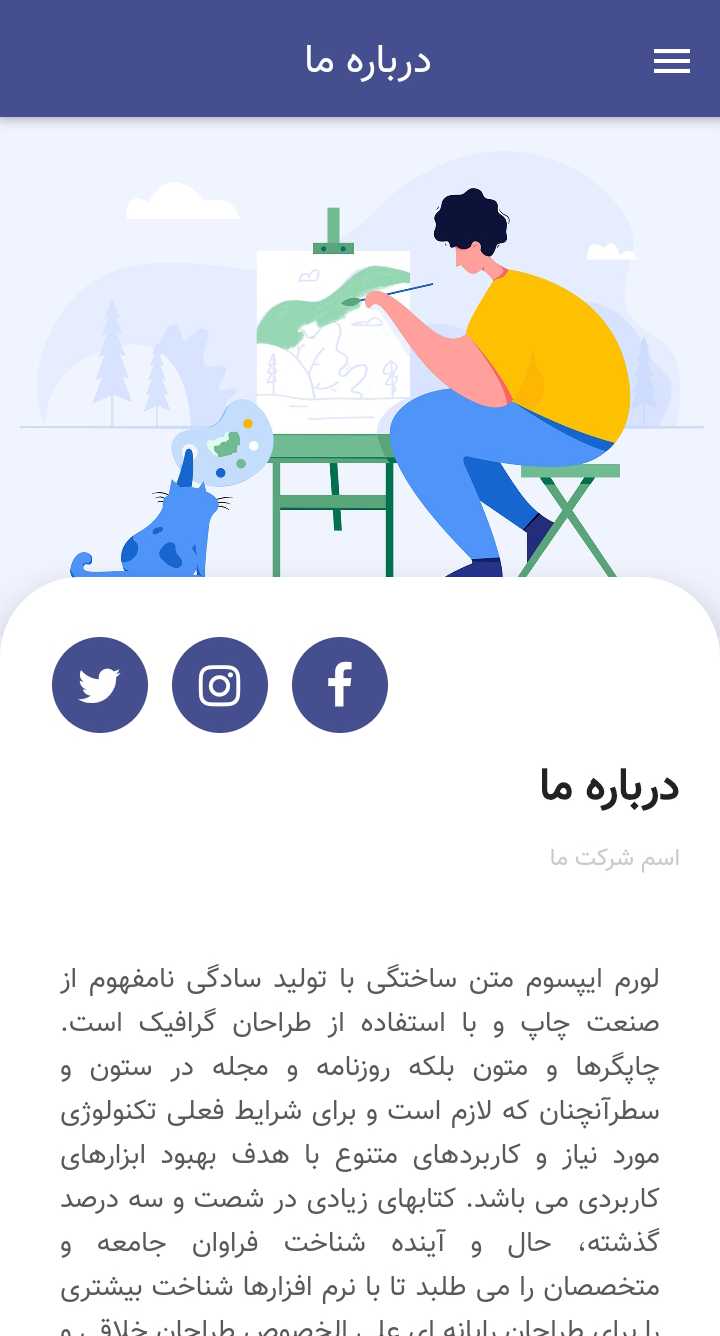 درباره ما
درباره ما
اسم شرکت ما
لورم ایپسوم متن ساختگی با تولید سادگی نامفهوم از
صنعت چاپ و با استفاده از طراحان گرافیک است.
چاپگرها و متون بلکه روزنامه و مجله در ستون و
سطرآنچنان که لازم است و برای شرایط فعلی تکنولوژی
مورد نیاز و کاربردهای متنوع با هدف بهبود ابزارهای
کاربردی می باشد. کتابهای زیادی در شصت و سه درصد
گذشته، حال و آینده شناخت فراوان جامعه و
متخصصان را می طلبد تا با نرم افزارها شناخت بیشتری
را برای طراحان رایانه ای علی الخصوص طراحان خلاقی و